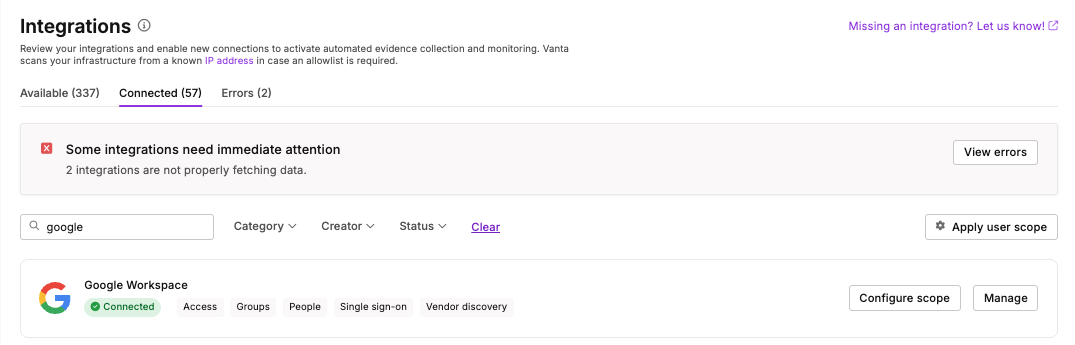 Integrations
Missing an integration? Let us know!
Review your integrations and enable new connections to activate automated evidence collection and monitoring. Vanta
scans your infrastructure from a known IP address in case an allowlist is required.
Available (337) Connected (57) Errors (2)
Some integrations need immediate attention
2 integrations are not properly fetching data.
View errors
google
Category Creator Status Clear
Apply user scope
Google Workspace
Connected Access Groups People Single sign-on Vendor discovery
Configure scope Manage